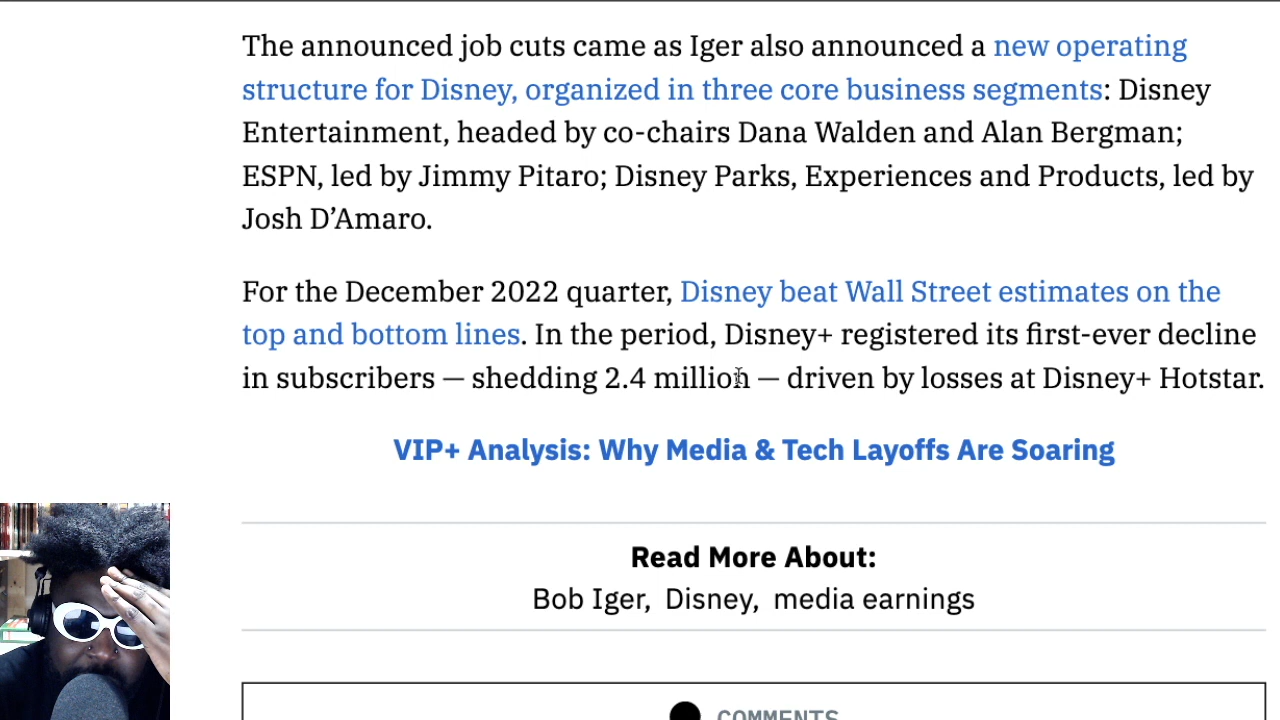 The announced job cuts came as Iger also announced a new operating
structure for Disney, organized in three core business segments: Disney
Entertainment, headed by co-chairs Dana Walden and Alan Bergman;
ESPN, led by Jimmy Pitaro; Disney Parks, Experiences and Products, led by
Josh D’Amaro.
For the December 2022 quarter, Disney beat Wall Street estimates on the
top and bottom lines. In the period, Disney+ registered its first-ever decline
in subscribers — shedding 2.4 million — driven by losses at Disney+ Hotstar.
VIP+ Analysis: Why Media & Tech Layoffs Are Soaring
Read More About:
Bob Iger, Disney, media earnings
COMMENTS